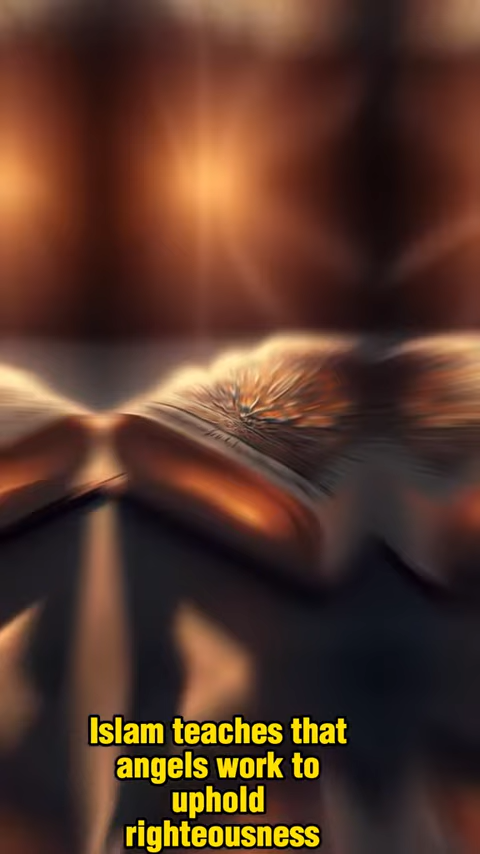 Islam teaches that
angels work to
uphold
righteousness